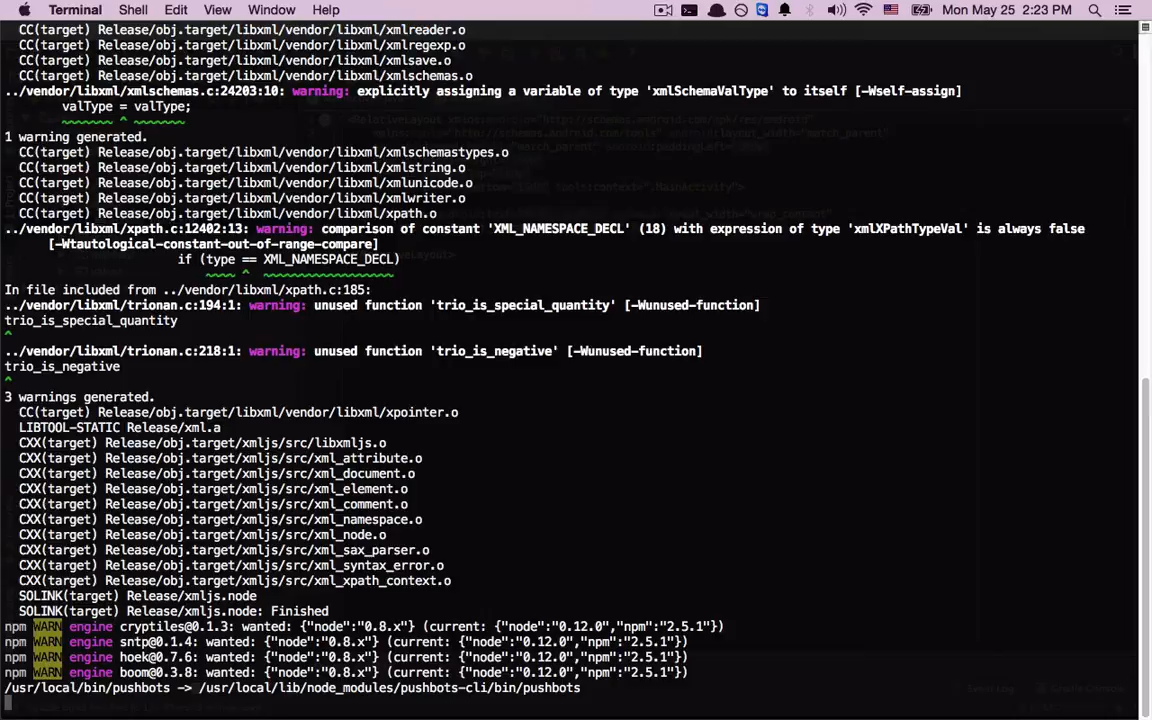 Terminal Shell Edit View Window Help Mon May 25 2:23 PM
CC(target) Release/obj.target/libxml/vendor/libxml/xmlreader.o
CC(target) Release/obj.target/libxml/vendor/libxml/xmlregexp.o
CC(target) Release/obj.target/libxml/vendor/libxml/xmlsave.o
CC(target) Release/obj.target/libxml/vendor/libxml/xmlschemas.o
../vendor/libxml/xmlschemas.c:24203:10: warning: explicitly assigning a variable of type 'xmlSchemaValType' to itself [-Wself-assign]
valType = valType;
~~~~~~~ ^ ~~~~~~~
1 warning generated.
CC(target) Release/obj.target/libxml/vendor/libxml/xmlschemastypes.o
CC(target) Release/obj.target/libxml/vendor/libxml/xmlstring.o
CC(target) Release/obj.target/libxml/vendor/libxml/xmlunicode.o
CC(target) Release/obj.target/libxml/vendor/libxml/xmlwriter.o
CC(target) Release/obj.target/libxml/vendor/libxml/xpath.o
../vendor/libxml/xpath.c:12402:13: warning: comparison of constant 'XML_NAMESPACE_DECL' (18) with expression of type 'xmlXPathTypeVal' is always false
[-Wtautological-constant-out-of-range-compare]
if (type == XML_NAMESPACE_DECL)
~~~~ ^ ~~~~~~~~~~~~~~~~~~
In file included from ../vendor/libxml/xpath.c:185:
../vendor/libxml/trionan.c:194:1: warning: unused function 'trio_is_special_quantity' [-Wunused-function]
trio_is_special_quantity
^
../vendor/libxml/trionan.c:218:1: warning: unused function 'trio_is_negative' [-Wunused-function]
trio_is_negative
^
3 warnings generated.
CC(target) Release/obj.target/libxml/vendor/libxml/xpointer.o
LIBTOOL-STATIC Release/xml.a
CXX(target) Release/obj.target/xmljs/src/libxmljs.o
CXX(target) Release/obj.target/xmljs/src/xml_attribute.o
CXX(target) Release/obj.target/xmljs/src/xml_document.o
CXX(target) Release/obj.target/xmljs/src/xml_element.o
CXX(target) Release/obj.target/xmljs/src/xml_comment.o
CXX(target) Release/obj.target/xmljs/src/xml_namespace.o
CXX(target) Release/obj.target/xmljs/src/xml_node.o
CXX(target) Release/obj.target/xmljs/src/xml_sax_parser.o
CXX(target) Release/obj.target/xmljs/src/xml_syntax_error.o
CXX(target) Release/obj.target/xmljs/src/xml_xpath_context.o
SOLINK(target) Release/xmljs.node
SOLINK(target) Release/xmljs.node: Finished
npm WARN engine cryptiles@0.1.3: wanted: {"node":"0.8.x"} (current: {"node":"0.12.0","npm":"2.5.1"})
npm WARN engine sntp@0.1.4: wanted: {"node":"0.8.x"} (current: {"node":"0.12.0","npm":"2.5.1"})
npm WARN engine hoek@0.7.6: wanted: {"node":"0.8.x"} (current: {"node":"0.12.0","npm":"2.5.1"})
npm WARN engine boom@0.3.8: wanted: {"node":"0.8.x"} (current: {"node":"0.12.0","npm":"2.5.1"})
/usr/local/bin/pushbots -> /usr/local/lib/node_modules/pushbots-cli/bin/pushbots